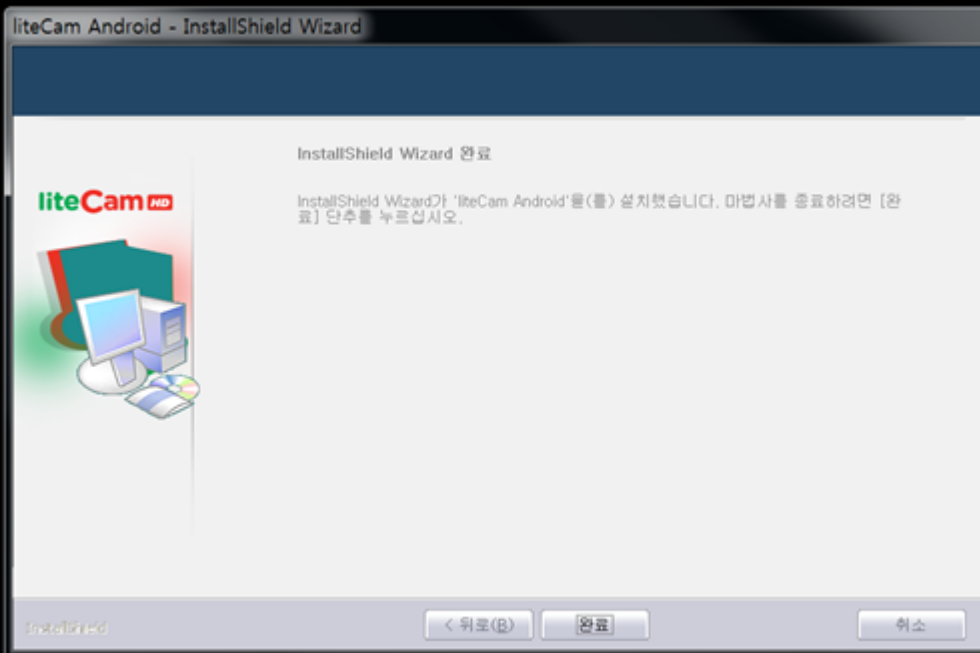 liteCam Android - InstallShield Wizard
InstallShield Wizard 완료
liteCam HD
InstallShield Wizard가 'liteCam Android'을(를) 설치했습니다. 마법사를 종료하려면 [완
료] 단추를 누르십시오.
InstallShield
< 뒤로(B)
완료
취소